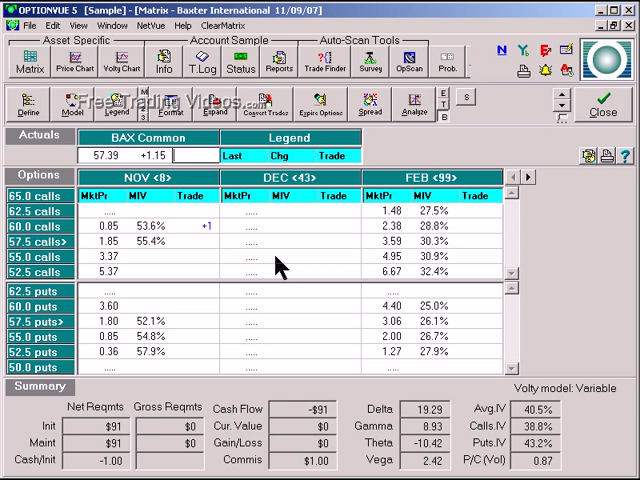 OPTIONVUE 5 [Sample] - [Matrix - Baxter International 11/09/07]
File Edit View Window NetVue Help ClearMatrix
Asset Specific Account Sample Auto-Scan Tools
Matrix Price Chart Volty Chart Info T.Log Status Reports Trade Finder Survey OpScan Prob.
Define Model Legend M 2 3 Format Expand Convert Trades Expire Options Spread Analyze E T B S Close
Free Trading Videos.com
Actuals BAX Common Legend
57.39 +1.15 Last Chg Trade
Options NOV <8> DEC <43> FEB <99>
65.0 calls MktPr MIV Trade MktPr MIV Trade MktPr MIV Trade
62.5 calls ..... ..... 1.48 27.5%
60.0 calls 0.85 53.6% +1 ..... 2.38 28.8%
57.5 calls> 1.85 55.4% ..... 3.59 30.3%
55.0 calls 3.37 ..... 4.95 30.9%
52.5 calls 5.37 ..... 6.67 32.4%
62.5 puts ..... ..... .....
60.0 puts 3.60 ..... 4.40 25.0%
57.5 puts> 1.80 52.1% ..... 3.06 26.1%
55.0 puts 0.85 54.8% ..... 2.00 26.7%
52.5 puts 0.36 57.9% ..... 1.27 27.9%
50.0 puts ..... ..... .....
Summary Volty model: Variable
Net Reqmts Gross Reqmts Cash Flow -$91 Delta 19.29 Avg.IV 40.5%
Init $91 $0 Cur. Value $0 Gamma 8.93 Calls.IV 38.8%
Maint $91 $0 Gain/Loss $0 Theta -10.42 Puts.IV 43.2%
Cash/Init -1.00 Commis $1.00 Vega 2.42 P/C (Vol) 0.87